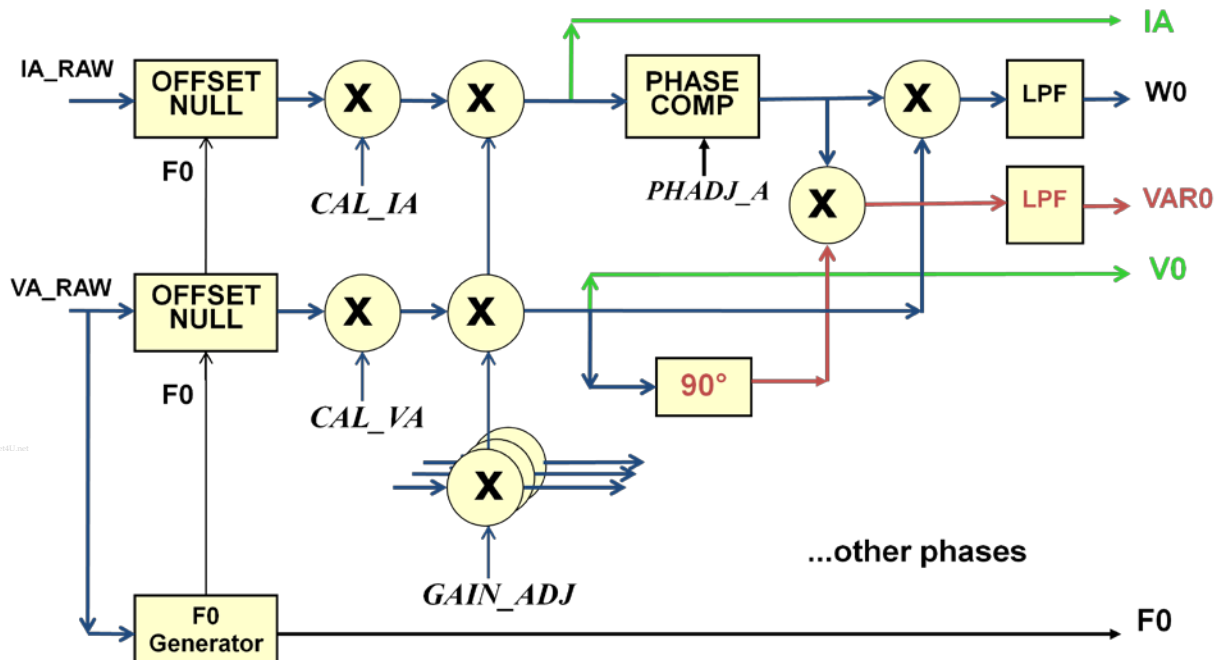 IA
IA_RAW
OFFSET
NULL
X
X
PHASE
COMP
X
LPF
W0
F0
CAL_IA
PHADJ_A
X
LPF
VAR0
VA_RAW
OFFSET
NULL
X
X
V0
F0
CAL_VA
90°
X
...other phases
GAIN_ADJ
F0
Generator
F0